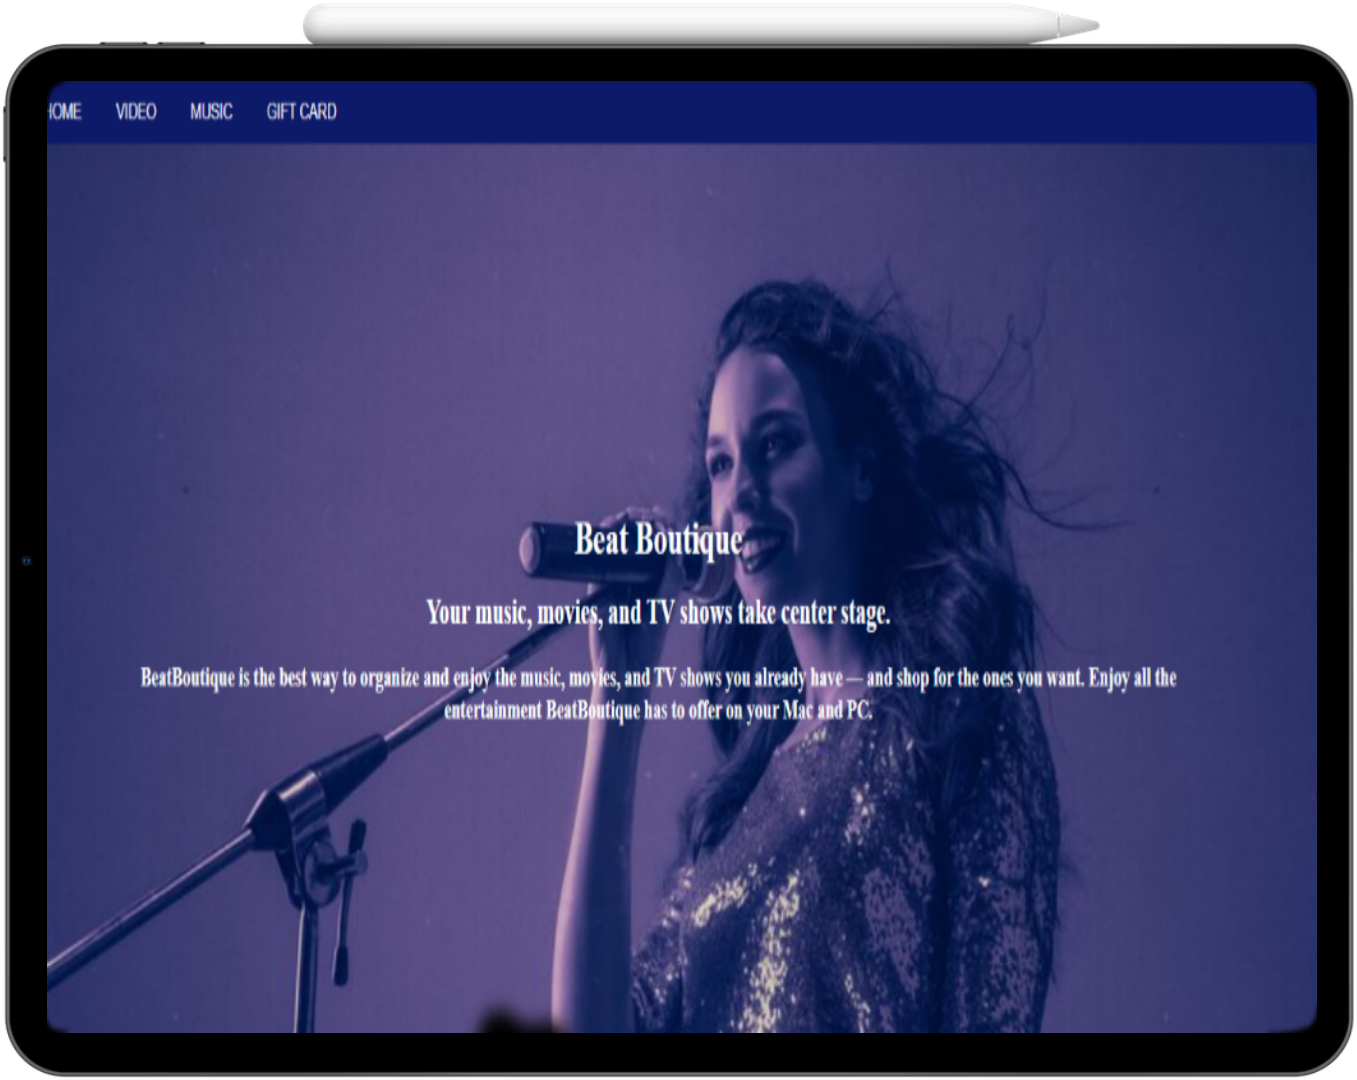 HOME VIDEO MUSIC GIFT CARD
Beat Boutique
Your music, movies, and TV shows take center stage.
BeatBoutique is the best way to organize and enjoy the music, movies, and TV shows you already have — and shop for the ones you want. Enjoy all the
entertainment BeatBoutique has to offer on your Mac and PC.